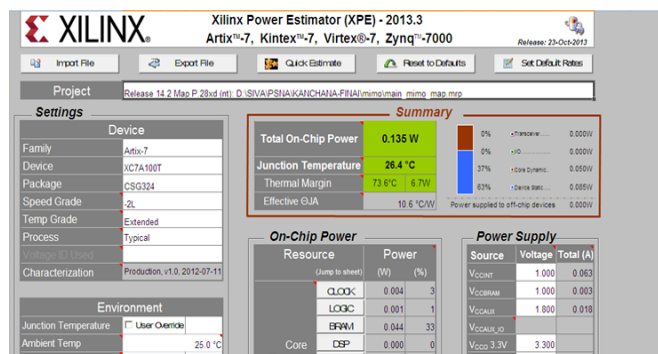 XILINX®
Xilinx Power Estimator (XPE) - 2013.3
Artix™-7, Kintex™-7, Virtex®-7, Zynq™-7000
Release: 23-Oct-2013
Import File
Export File
Quick Estimate
Reset to Defaults
Set Default Rates
Project
Release 14.2 Map P.28xd (nt): D:\SIVA\PSNA\KANCHANA-FINAl\mimo\main_mimo_map.mrp
Settings
Device
Family Artix-7
Device XC7A100T
Package CSG324
Speed Grade -2L
Temp Grade Extended
Process Typical
Voltage ID Used
Characterization Production, v1.0, 2012-07-11
Environment
Junction Temperature User Override
Ambient Temp 25.0 °C
Summary
Total On-Chip Power 0.135 W
Junction Temperature 26.4 °C
Thermal Margin 73.6°C 6.7W
Effective ΘJA 10.6 °C/W
0% Transceiver 0.000W
0% I/O 0.000W
37% Core Dynamic 0.050W
63% Device Static 0.085W
Power supplied to off-chip devices 0.000W
On-Chip Power
Resource Power
(Jump to sheet) (W) (%)
Core
CLOCK 0.004 3
LOGIC 0.001 1
BRAM 0.044 33
DSP 0.000 0
Power Supply
Source Voltage Total (A)
VCCINT 1.000 0.063
VCCBRAM 1.000 0.003
VCCAUX 1.800 0.018
VCCAUX_IO
VCCO 3.3V 3.300